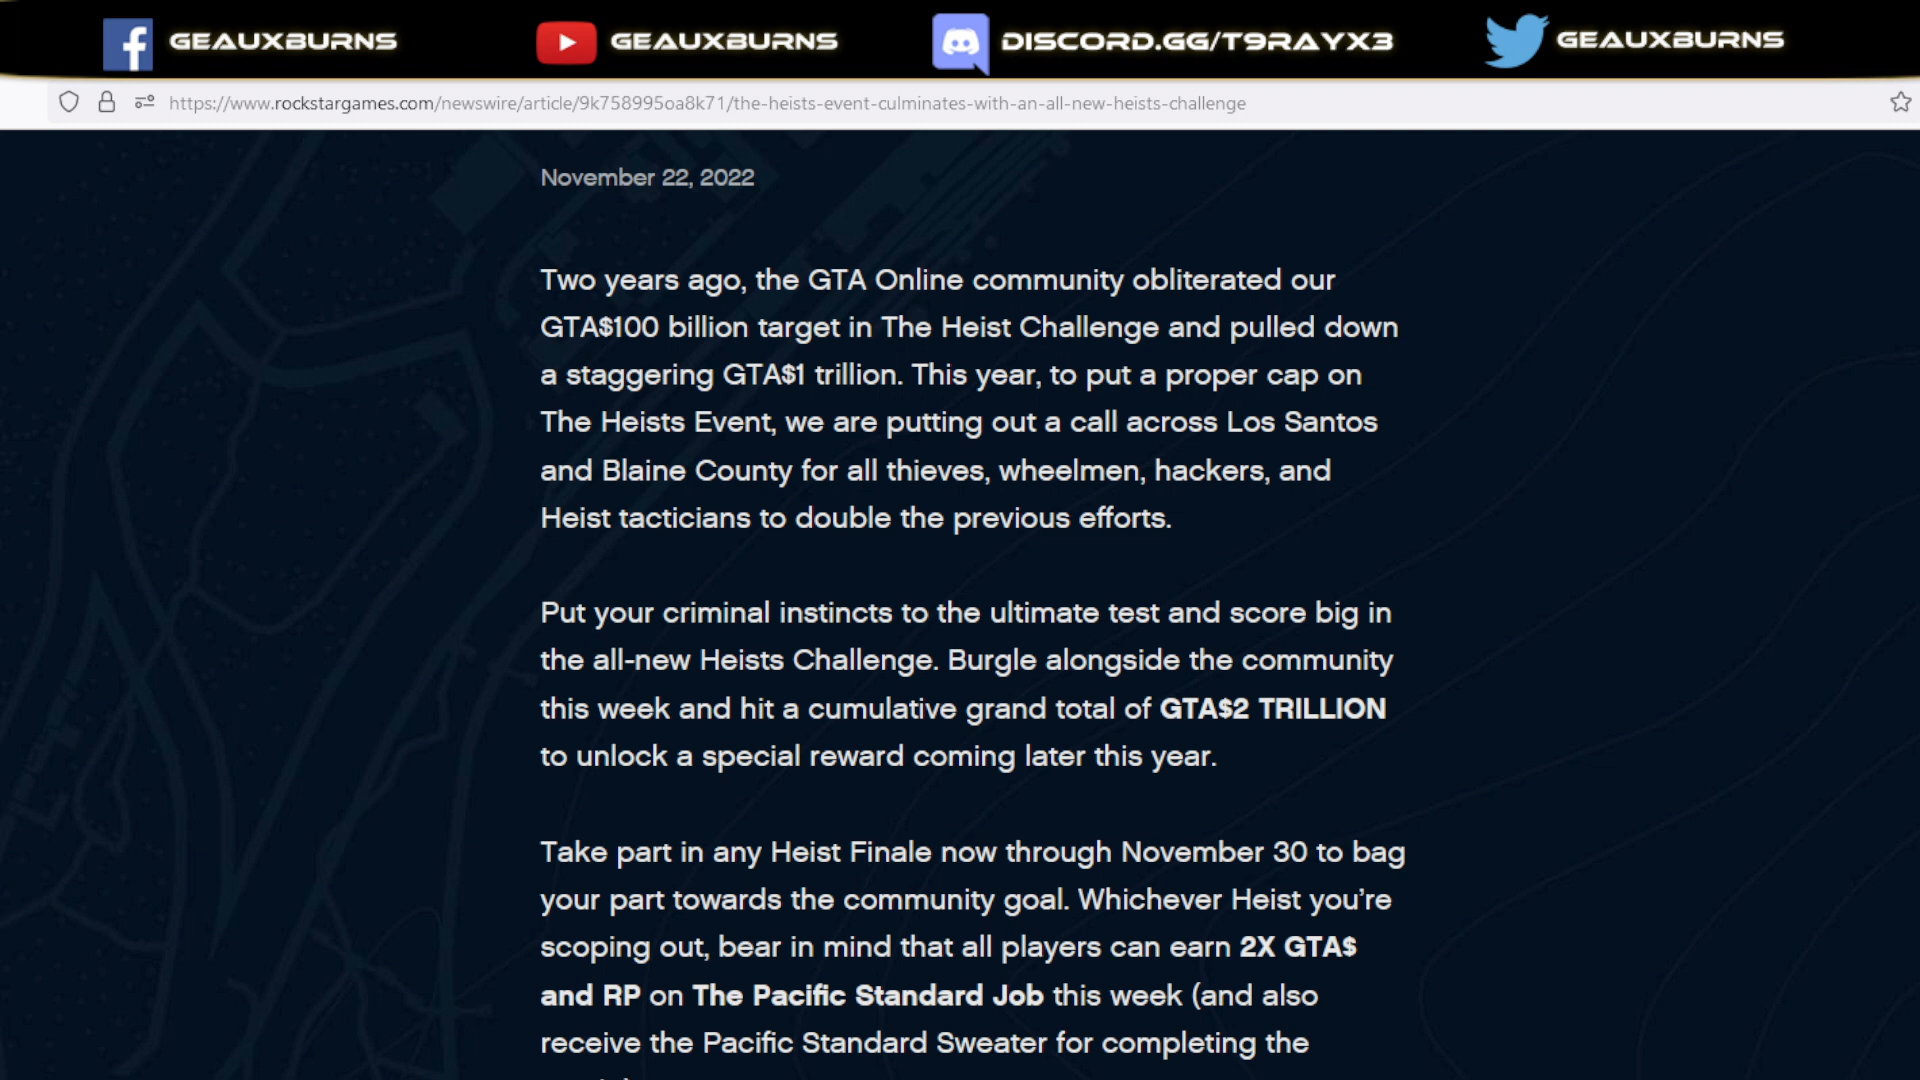 GEAUXBURNS GEAUXBURNS DISCORD.GG/T9RAYX3 GEAUXBURNS
https://www.rockstargames.com/newswire/article/9k758995oa8k71/the-heists-event-culminates-with-an-all-new-heists-challenge
November 22, 2022
Two years ago, the GTA Online community obliterated our
GTA$100 billion target in The Heist Challenge and pulled down
a staggering GTA$1 trillion. This year, to put a proper cap on
The Heists Event, we are putting out a call across Los Santos
and Blaine County for all thieves, wheelmen, hackers, and
Heist tacticians to double the previous efforts.
Put your criminal instincts to the ultimate test and score big in
the all-new Heists Challenge. Burgle alongside the community
this week and hit a cumulative grand total of GTA$2 TRILLION
to unlock a special reward coming later this year.
Take part in any Heist Finale now through November 30 to bag
your part towards the community goal. Whichever Heist you’re
scoping out, bear in mind that all players can earn 2X GTA$
and RP on The Pacific Standard Job this week (and also
receive the Pacific Standard Sweater for completing the